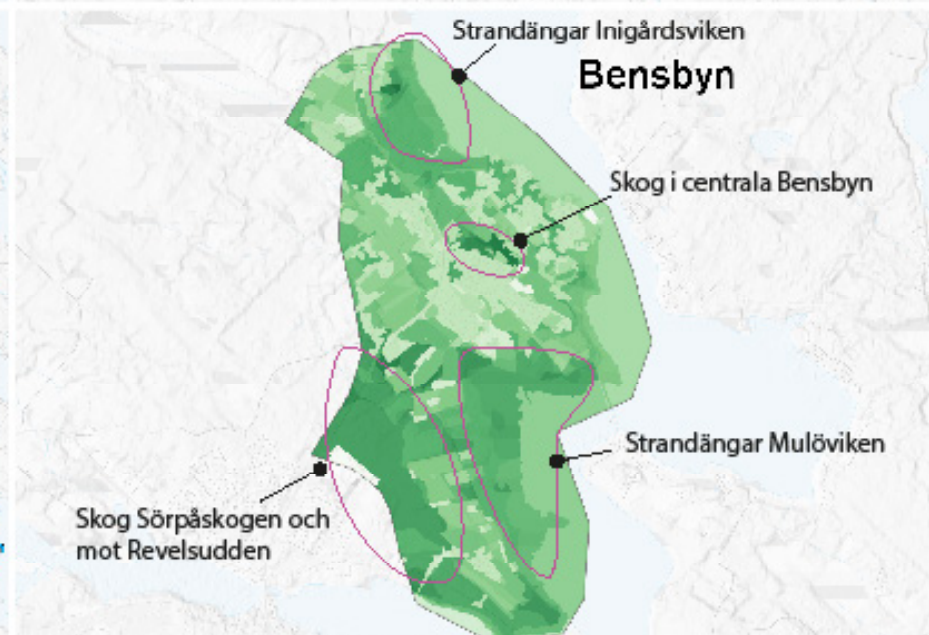 Strandängar Inigårdsviken
Bensbyn
Skog i centrala Bensbyn
Strandängar Mulöviken
Skog Sörpåskogen och
mot Revelsudden